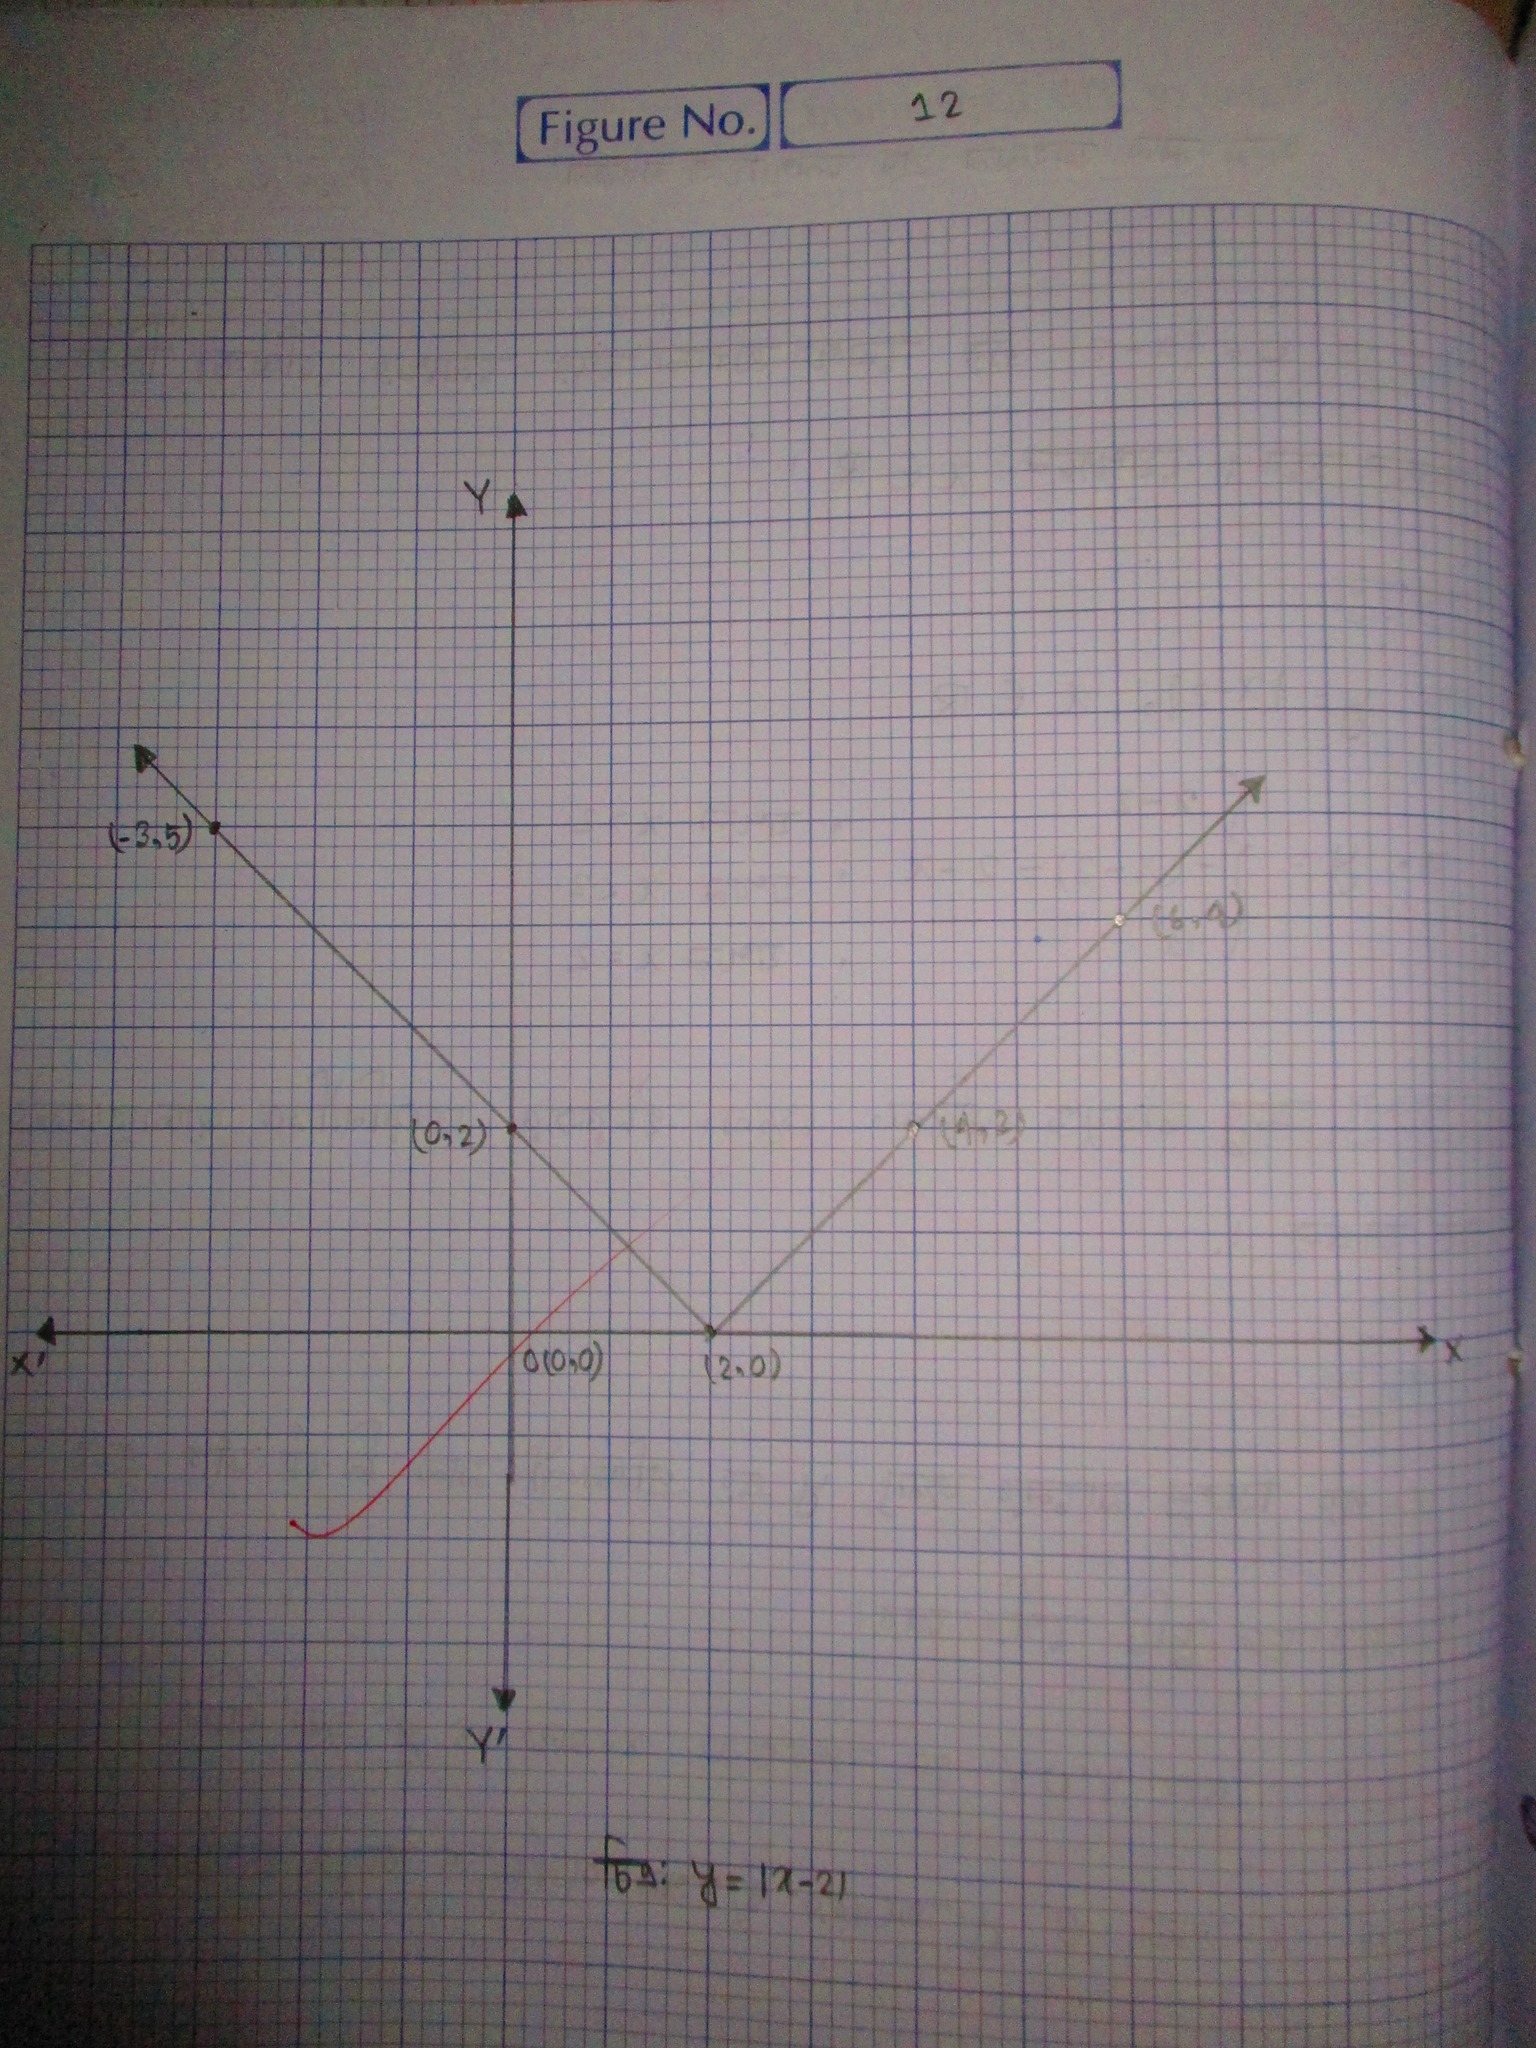 Figure No. 12
Y
(-3,5)
(6,4)
(0,2)
(4,2)
X'
O(0,0)
(2,0)
X
Y'
চিত্র: y = |x-2|